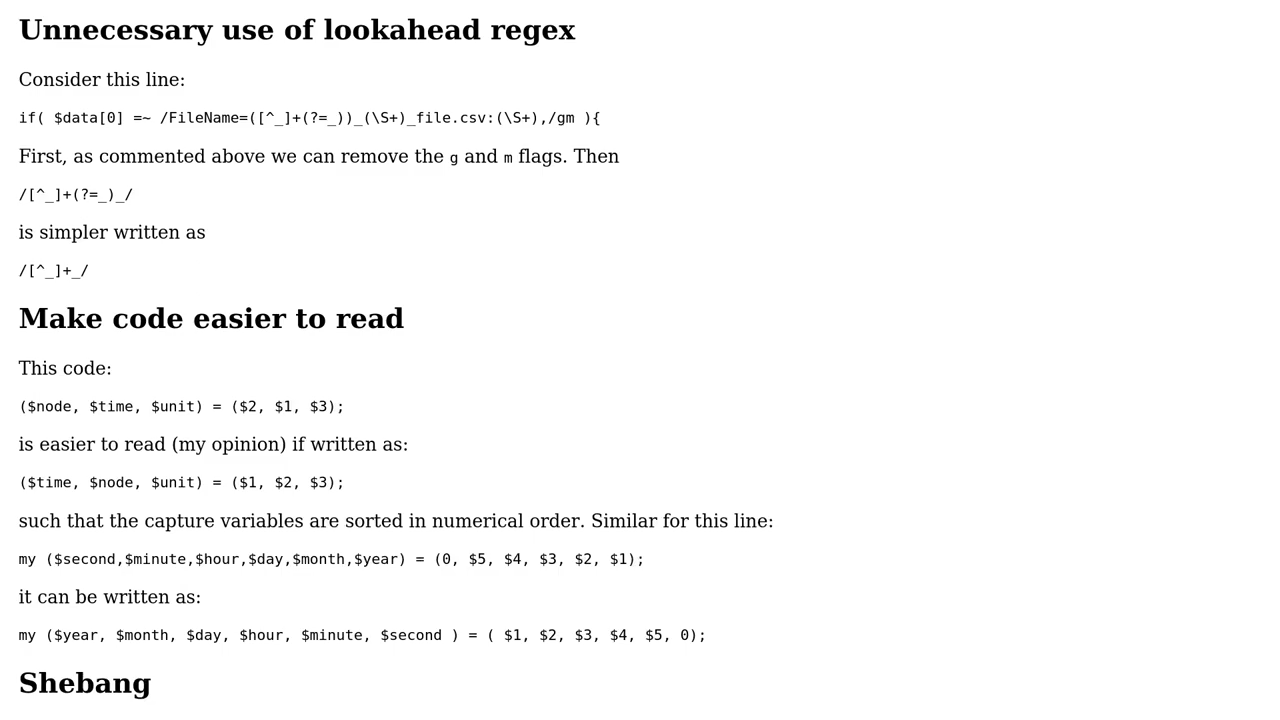 Unnecessary use of lookahead regex
Consider this line:
if( $data[0] =~ /FileName=([^_]+(?=_))_(\S+)_file.csv:(\S+),/gm ){
First, as commented above we can remove the g and m flags. Then
/[^_]+(?=_)_/
is simpler written as
/[^_]+_/
Make code easier to read
This code:
($node, $time, $unit) = ($2, $1, $3);
is easier to read (my opinion) if written as:
($time, $node, $unit) = ($1, $2, $3);
such that the capture variables are sorted in numerical order. Similar for this line:
my ($second,$minute,$hour,$day,$month,$year) = (0, $5, $4, $3, $2, $1);
it can be written as:
my ($year, $month, $day, $hour, $minute, $second ) = ( $1, $2, $3, $4, $5, 0);
Shebang